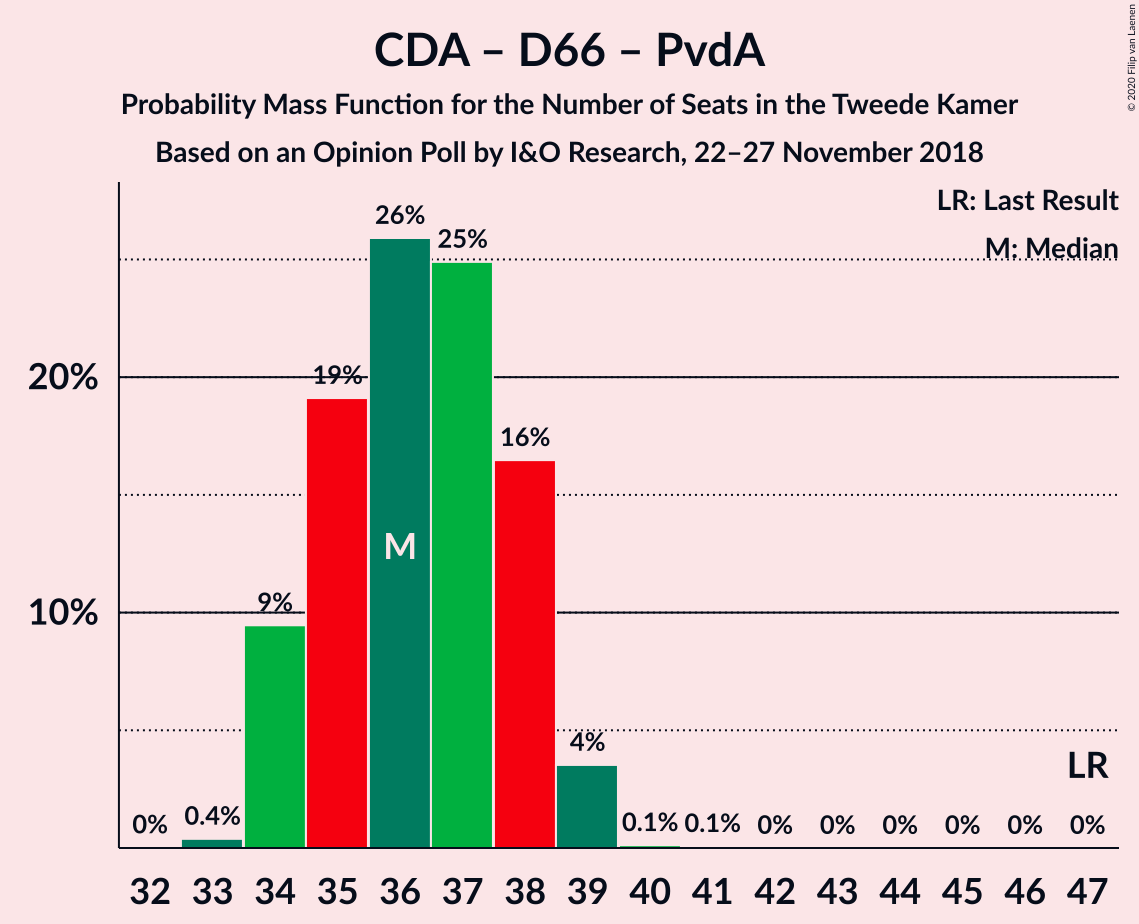 CDA – D66 – PvdA
Probability Mass Function for the Number of Seats in the Tweede Kamer
Based on an Opinion Poll by I&O Research, 22–27 November 2018
© 2020 Filip van Laenen
LR: Last Result
M: Median
20%
10%
0%
0.4%
9%
19%
26%
25%
16%
4%
0.1%
0.1%
0%
0%
0%
0%
0%
0%
M
LR
32 33 34 35 36 37 38 39 40 41 42 43 44 45 46 47